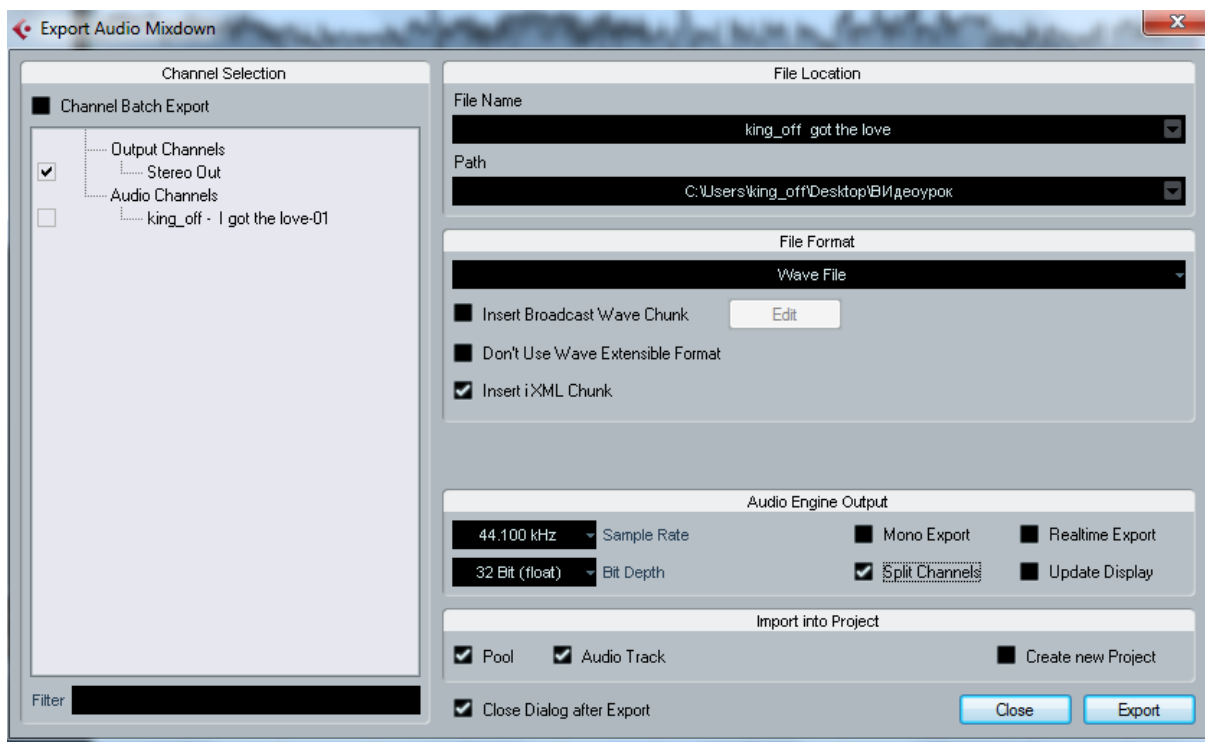 Export Audio Mixdown
Channel Selection
Channel Batch Export
Output Channels
Stereo Out
Audio Channels
king_off - I got the love-01
Filter
File Location
File Name
king_off got the love
Path
C:\Users\king_off\Desktop\ВИдеоурок
File Format
Wave File
Insert Broadcast Wave Chunk Edit
Don't Use Wave Extensible Format
Insert iXML Chunk
Audio Engine Output
44.100 kHz Sample Rate Mono Export Realtime Export
32 Bit (float) Bit Depth Split Channels Update Display
Import into Project
Pool Audio Track Create new Project
Close Dialog after Export Close Export